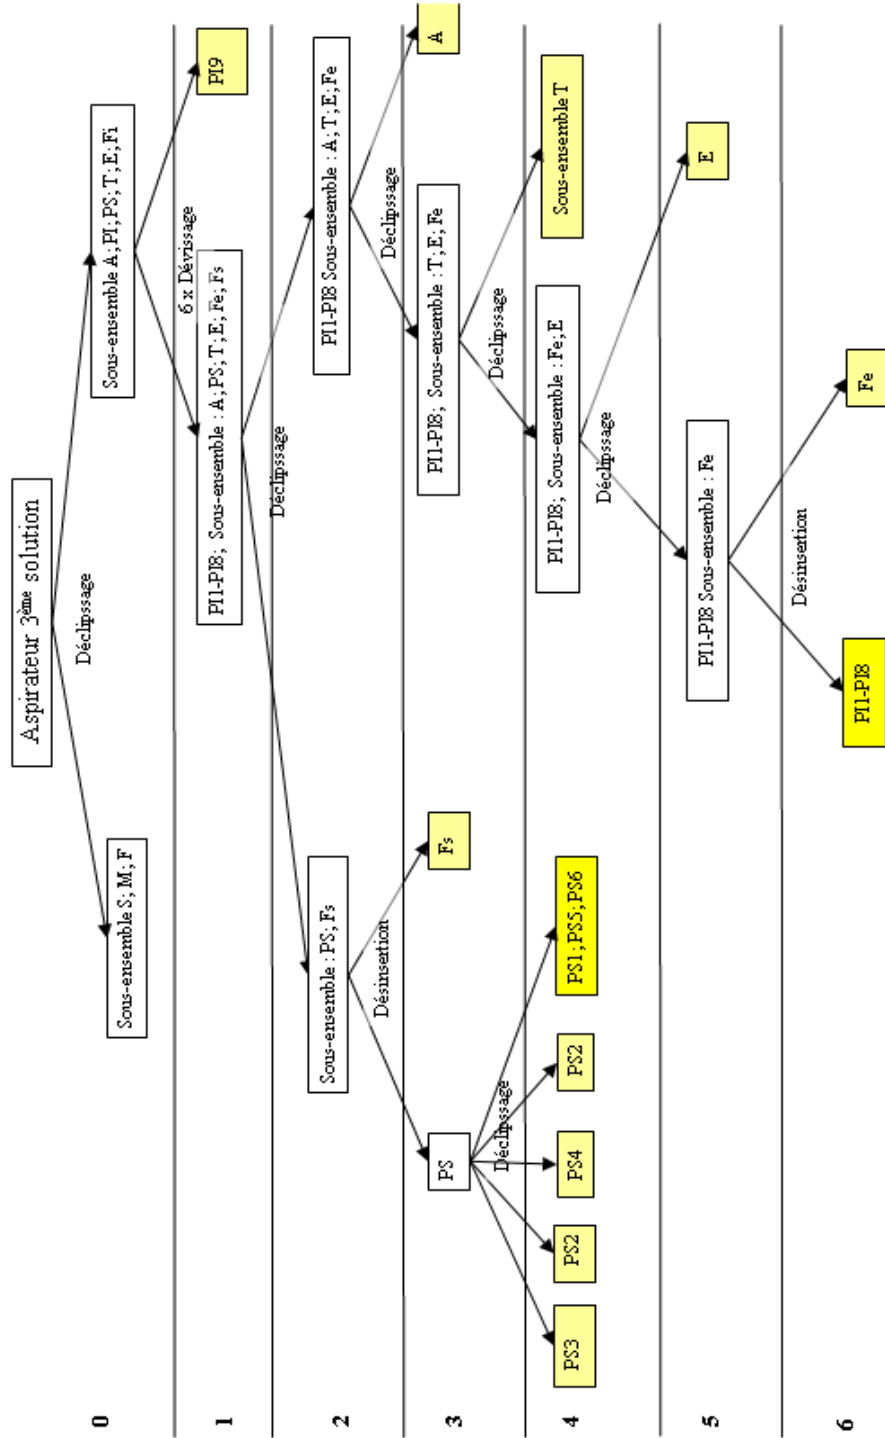 Aspirateur 3ème solution
Déclipssage
0
Sous-ensemble S; M; F
Sous-ensemble A; PI; PS; T; E; Fi
6 x Dévissage
1
PI1-PI8; Sous-ensemble : A; PS; T; E; Fe; Fs
PI9
Déclipssage
2
Sous-ensemble : PS; Fs
PI1-PI8 Sous-ensemble : A; T; E; Fe
Désinsertion
Déclipssage
3
PS
Fs
PI1-PI8; Sous-ensemble : T; E; Fe
A
Déclipssage
Déclipssage
4
PS3
PS2
PS4
PS2
PS1; PS5; PS6
PI1-PI8; Sous-ensemble : Fe; E
Sous-ensemble T
Déclipssage
5
PI1-PI8 Sous-ensemble : Fe
E
Désinsertion
6
PI1-PI8
Fe